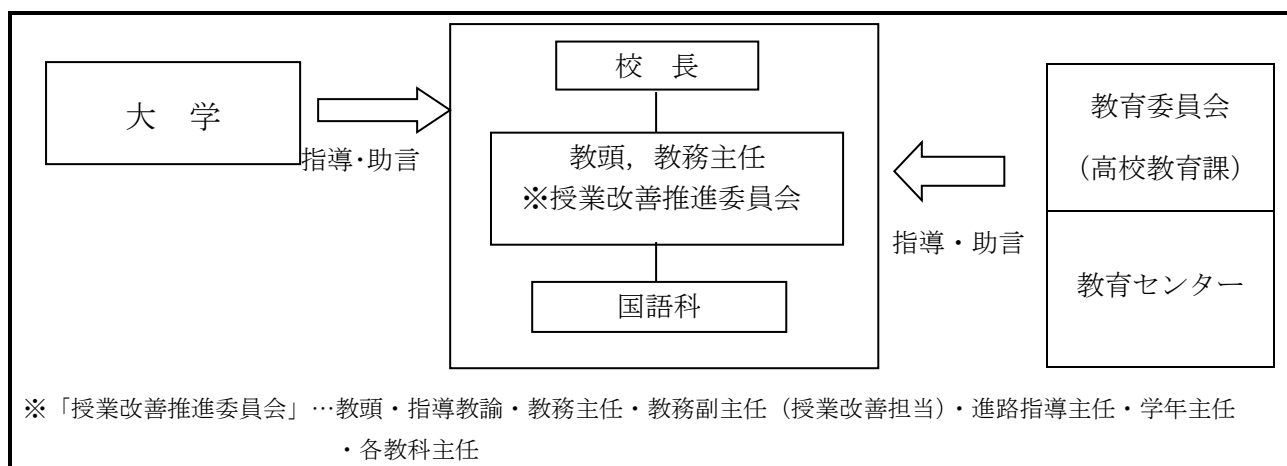 校　長
大　学
指導･助言
教頭，教務主任
※授業改善推進委員会
国語科
教育委員会
（高校教育課）
指導・助言
教育センター
※「授業改善推進委員会」…教頭・指導教諭・教務主任・教務副主任（授業改善担当）・進路指導主任・学年主任
・各教科主任